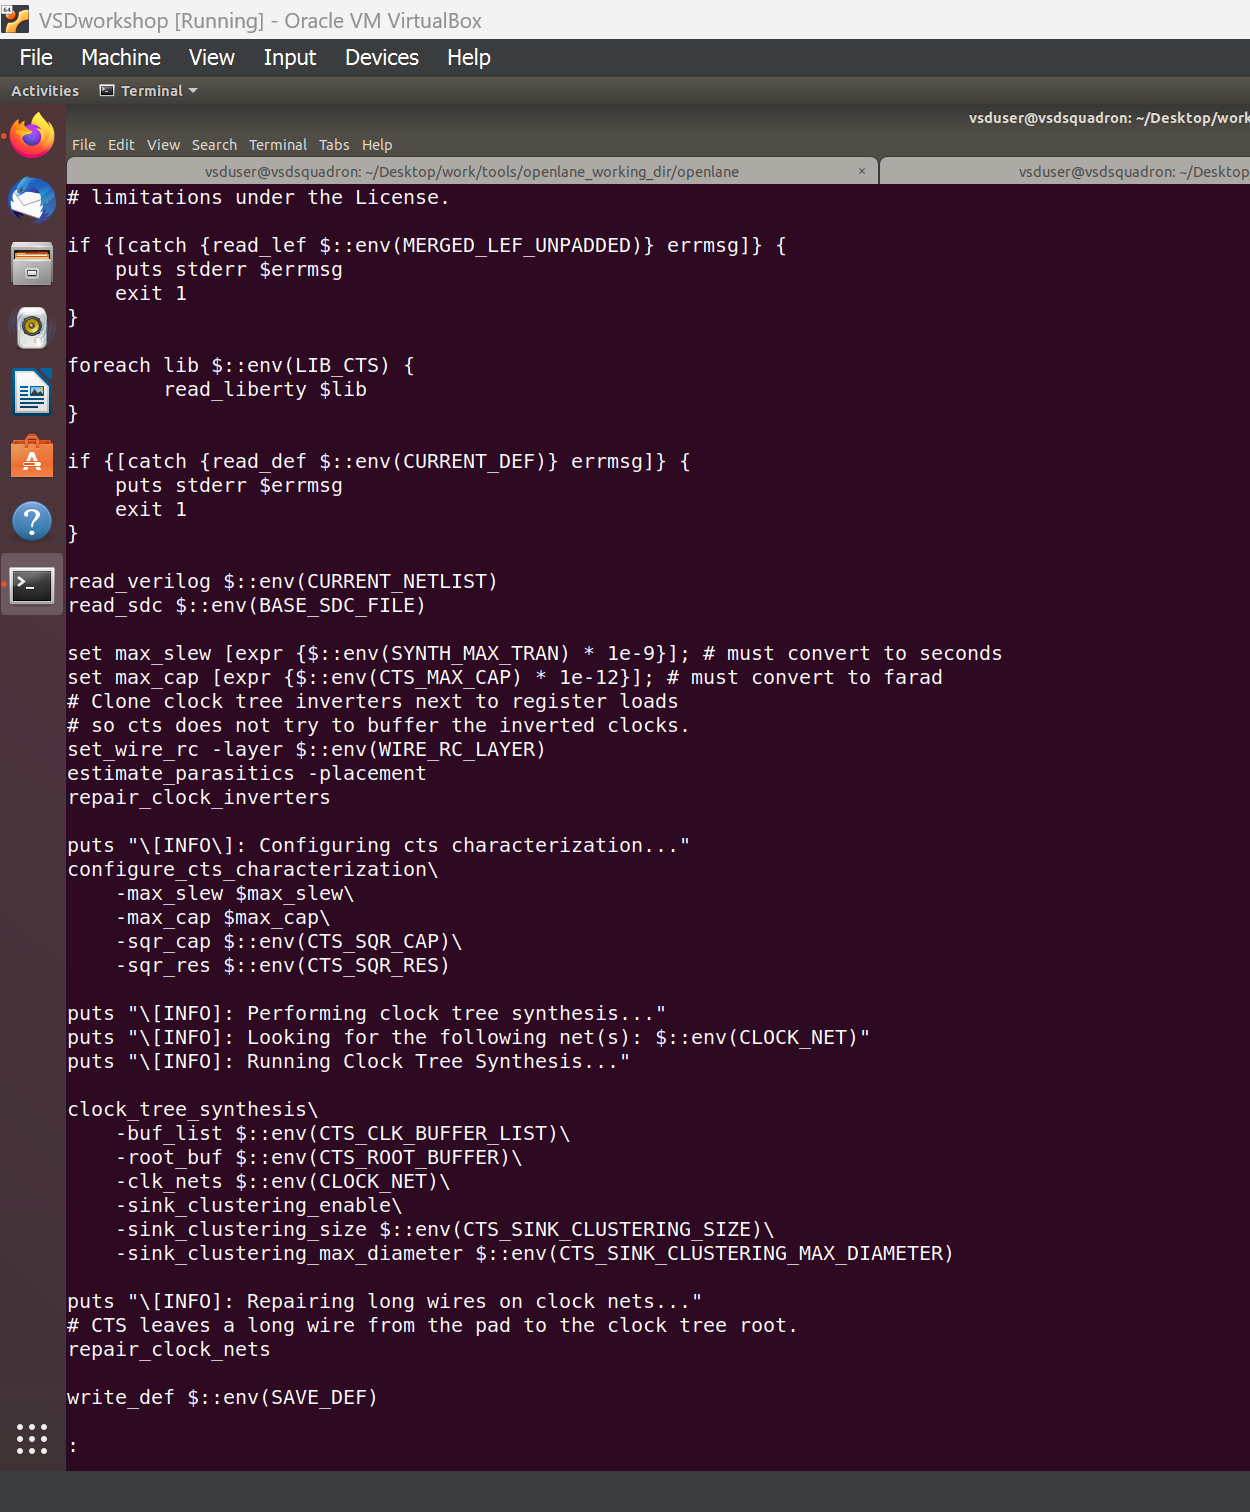 64
VSDworkshop [Running] - Oracle VM VirtualBox
File Machine View Input Devices Help
Activities Terminal
vsduser@vsdsquadron: ~/Desktop/work
File Edit View Search Terminal Tabs Help
vsduser@vsdsquadron: ~/Desktop/work/tools/openlane_working_dir/openlane × vsduser@vsdsquadron: ~/Desktop
# limitations under the License.

if {[catch {read_lef $::env(MERGED_LEF_UNPADDED)} errmsg]} {
    puts stderr $errmsg
    exit 1
}

foreach lib $::env(LIB_CTS) {
        read_liberty $lib
}

if {[catch {read_def $::env(CURRENT_DEF)} errmsg]} {
    puts stderr $errmsg
    exit 1
}

read_verilog $::env(CURRENT_NETLIST)
read_sdc $::env(BASE_SDC_FILE)

set max_slew [expr {$::env(SYNTH_MAX_TRAN) * 1e-9}]; # must convert to seconds
set max_cap [expr {$::env(CTS_MAX_CAP) * 1e-12}]; # must convert to farad
# Clone clock tree inverters next to register loads
# so cts does not try to buffer the inverted clocks.
set_wire_rc -layer $::env(WIRE_RC_LAYER)
estimate_parasitics -placement
repair_clock_inverters

puts "\[INFO\]: Configuring cts characterization..."
configure_cts_characterization\
    -max_slew $max_slew\
    -max_cap $max_cap\
    -sqr_cap $::env(CTS_SQR_CAP)\
    -sqr_res $::env(CTS_SQR_RES)

puts "\[INFO]: Performing clock tree synthesis..."
puts "\[INFO]: Looking for the following net(s): $::env(CLOCK_NET)"
puts "\[INFO]: Running Clock Tree Synthesis..."

clock_tree_synthesis\
    -buf_list $::env(CTS_CLK_BUFFER_LIST)\
    -root_buf $::env(CTS_ROOT_BUFFER)\
    -clk_nets $::env(CLOCK_NET)\
    -sink_clustering_enable\
    -sink_clustering_size $::env(CTS_SINK_CLUSTERING_SIZE)\
    -sink_clustering_max_diameter $::env(CTS_SINK_CLUSTERING_MAX_DIAMETER)

puts "\[INFO]: Repairing long wires on clock nets..."
# CTS leaves a long wire from the pad to the clock tree root.
repair_clock_nets

write_def $::env(SAVE_DEF)

: